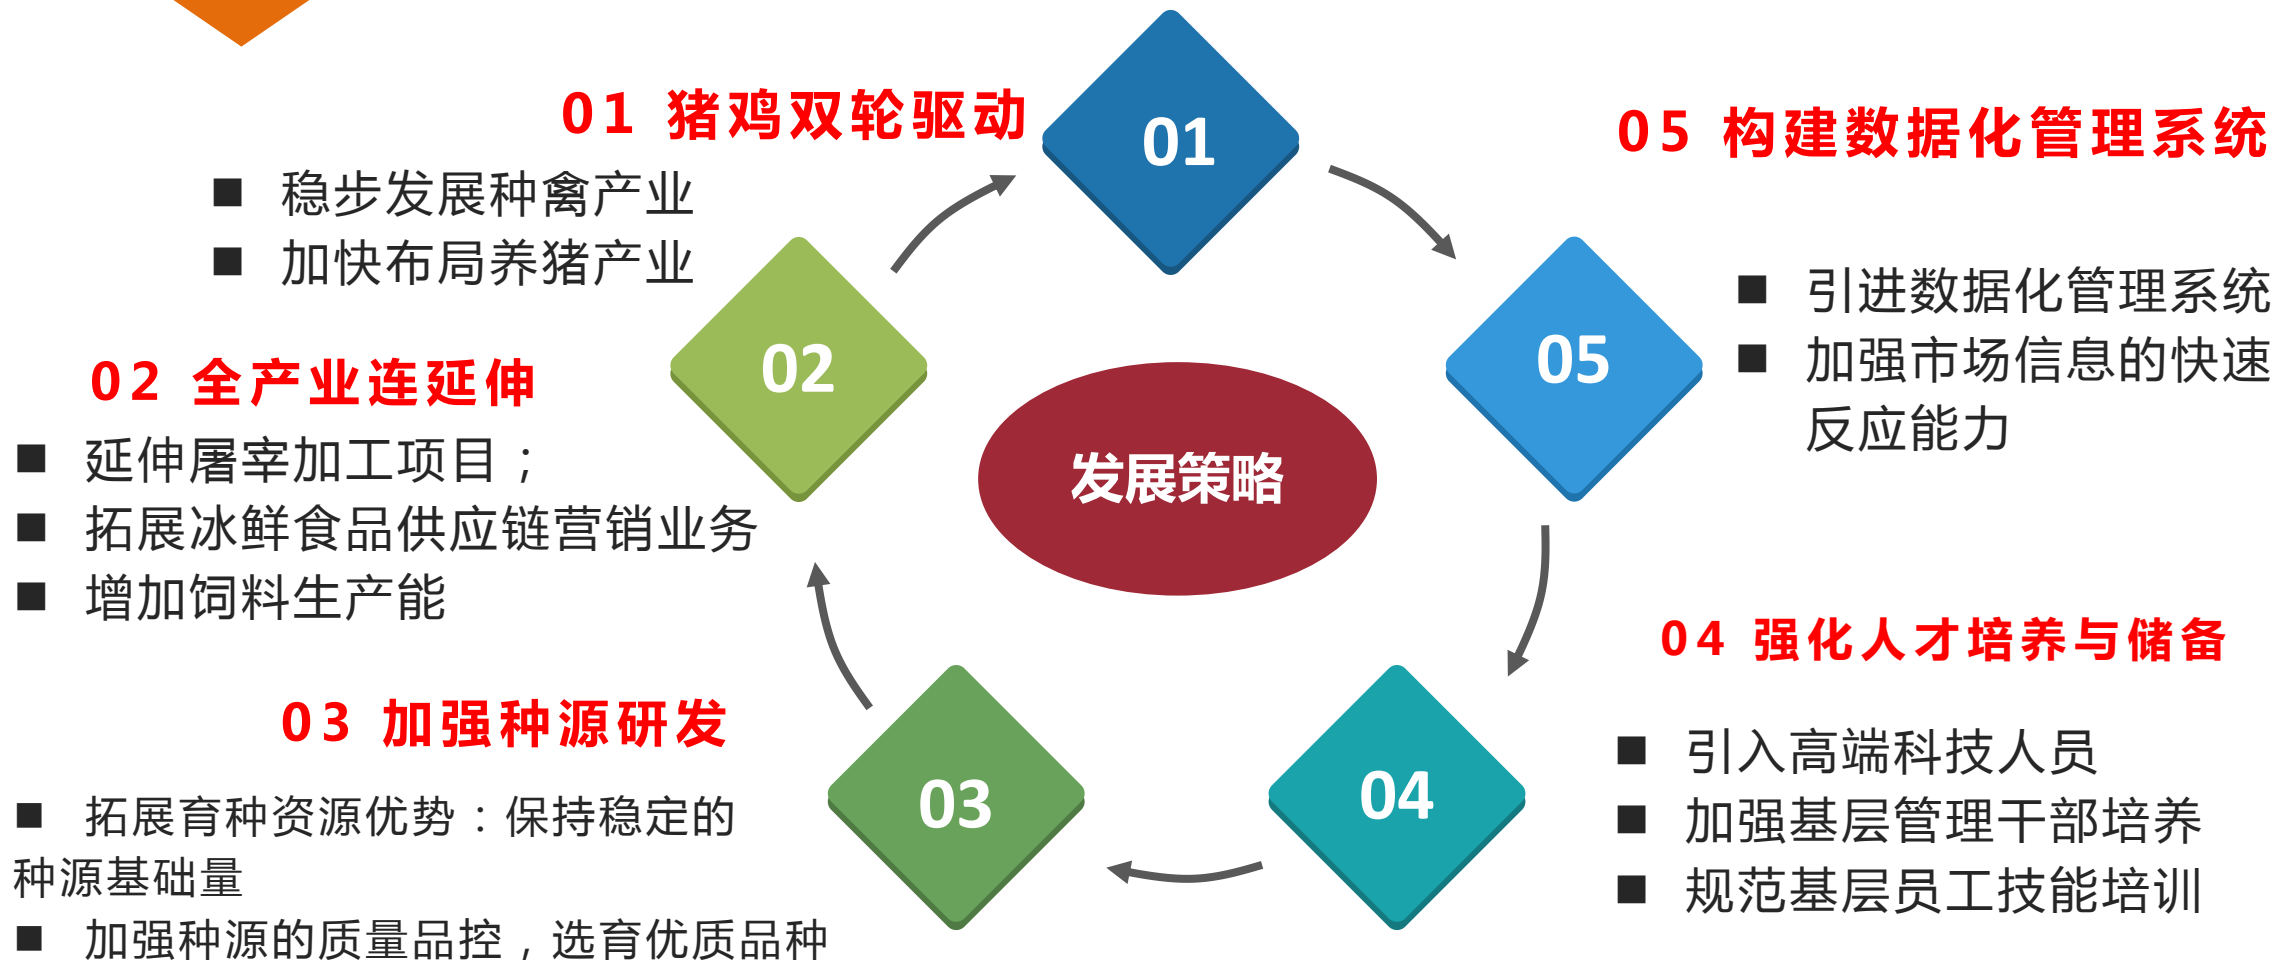 01 猪鸡双轮驱动
■ 稳步发展种禽产业
■ 加快布局养猪产业
02 全产业连延伸
■ 延伸屠宰加工项目；
■ 拓展冰鲜食品供应链营销业务
■ 增加饲料生产能
03 加强种源研发
■ 拓展育种资源优势：保持稳定的
种源基础量
■ 加强种源的质量品控，选育优质品种
01
02
03
04
05
发展策略
05 构建数据化管理系统
■ 引进数据化管理系统
■ 加强市场信息的快速
反应能力
04 强化人才培养与储备
■ 引入高端科技人员
■ 加强基层管理干部培养
■ 规范基层员工技能培训